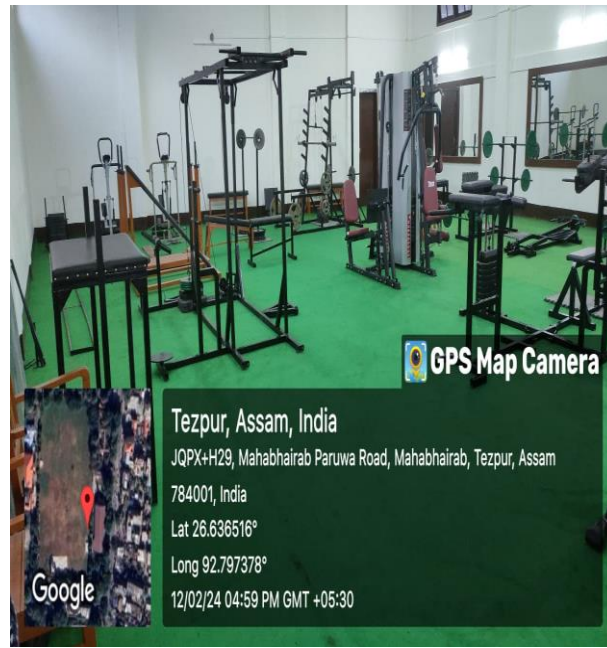 GPS Map Camera
Tezpur, Assam, India
JQPX+H29, Mahabhairab Paruwa Road, Mahabhairab, Tezpur, Assam
784001, India
Lat 26.636516°
Long 92.797378°
12/02/24 04:59 PM GMT +05:30
Google